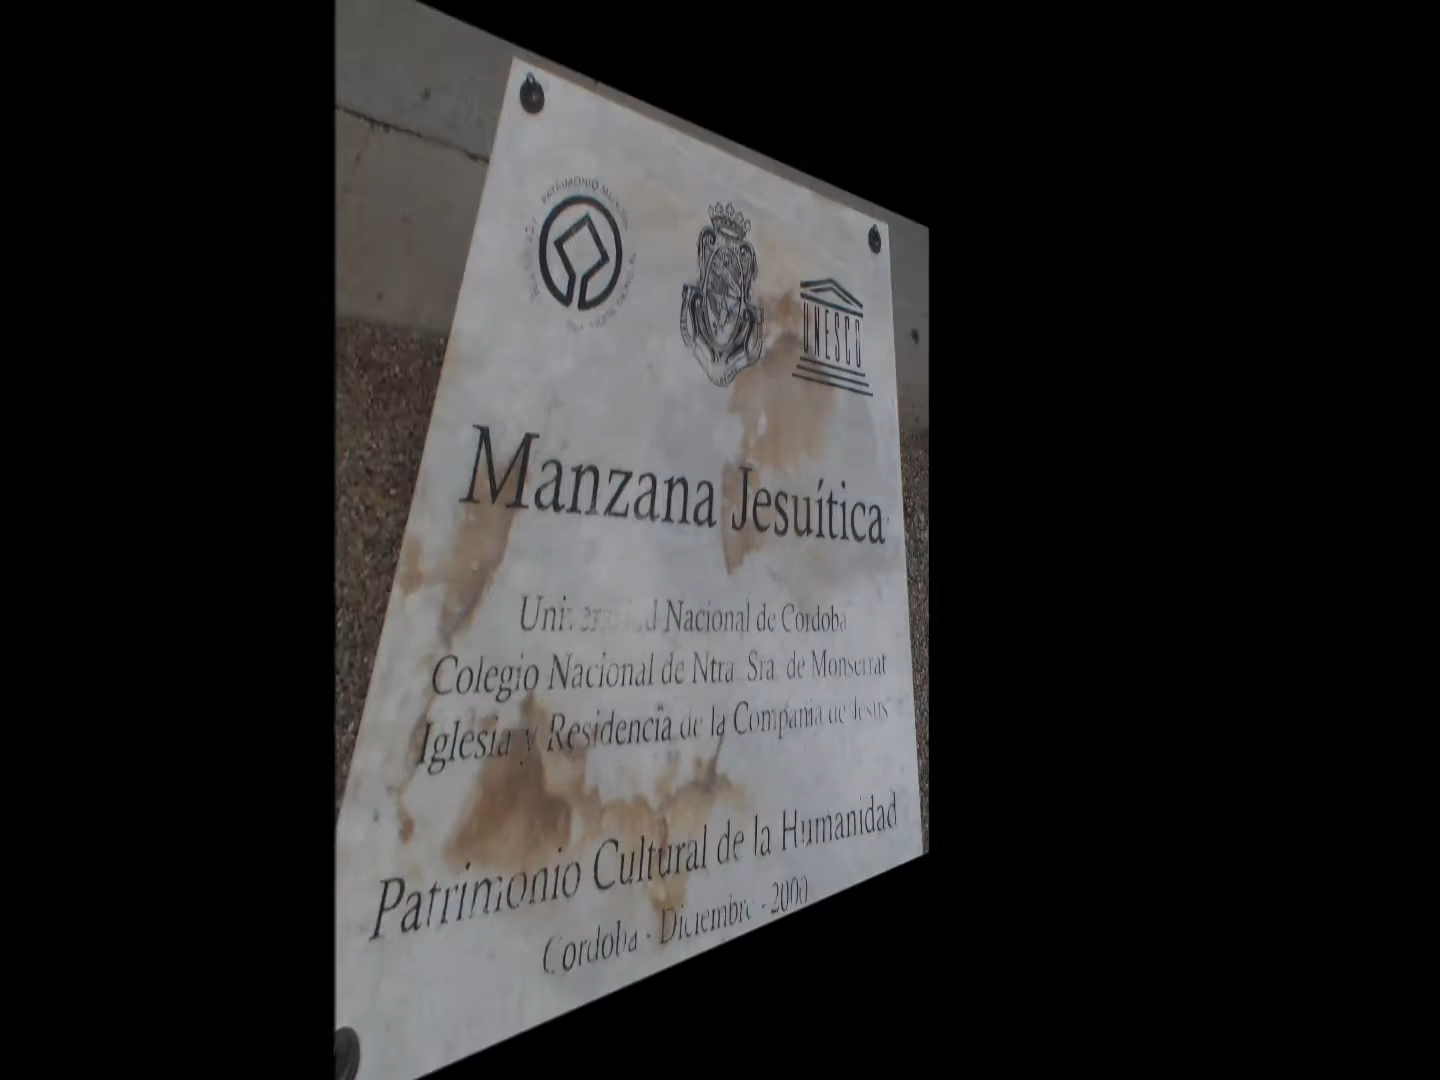 PATRIMONIO
UNESCO
Manzana Jesuítica
Nacional de Cordoba
Colegio Nacional de Ntra. Sra. de Monserrat
Iglesia y Residencia de la Compania de Jesus
Patrimonio Cultural de la Humanidad
Cordoba - Diciembre - 2000